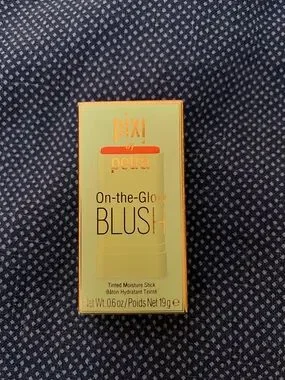 pixi
by
petra
On-the-Glow
BLUSH
Tinted Moisture Stick
Bâton Hydratant Teinté
Net Wt. 0.6 oz / Poids Net 19 g e